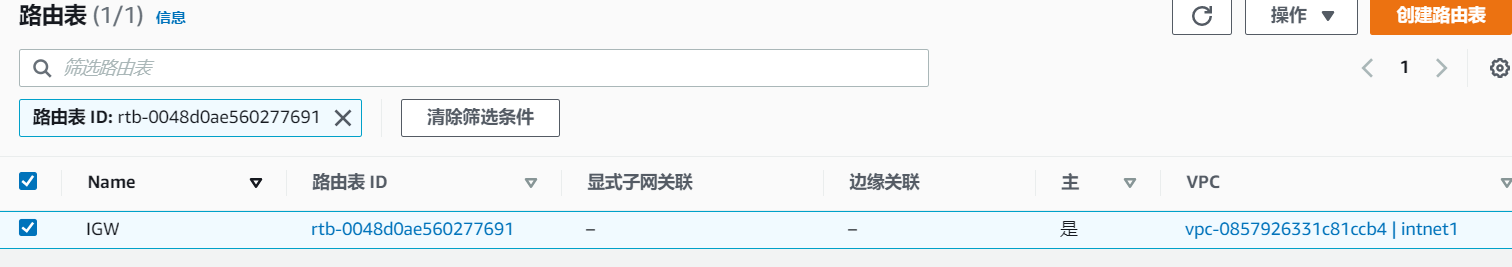 路由表 (1/1) 信息
操作 ▼ 创建路由表
筛选路由表
1
路由表 ID: rtb-0048d0ae560277691
清除筛选条件
Name 路由表 ID 显式子网关联 边缘关联 主 VPC
IGW rtb-0048d0ae560277691 – – 是 vpc-0857926331c81ccb4 | intnet1